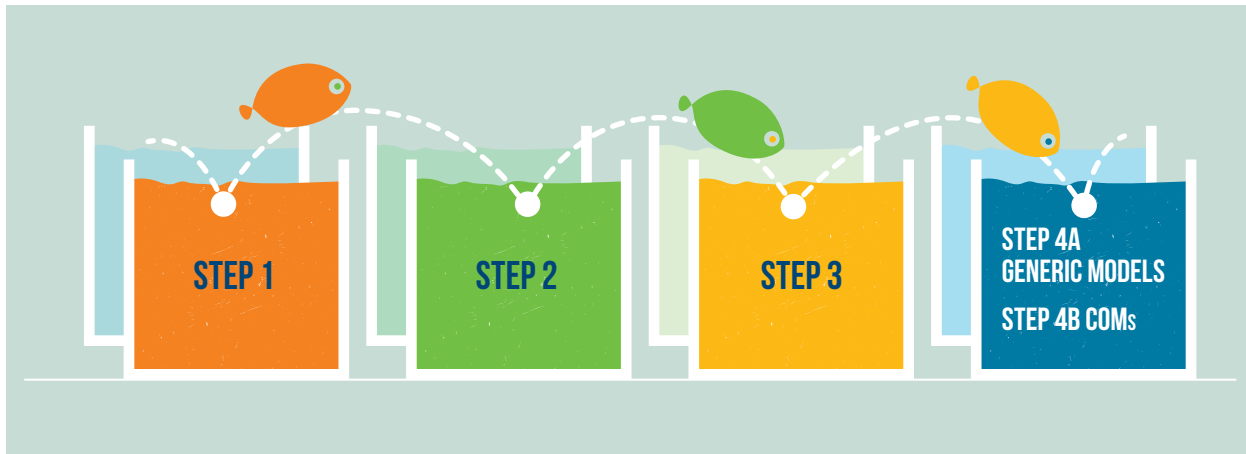 STEP 1
STEP 2
STEP 3
STEP 4A
GENERIC MODELS
STEP 4B COMs